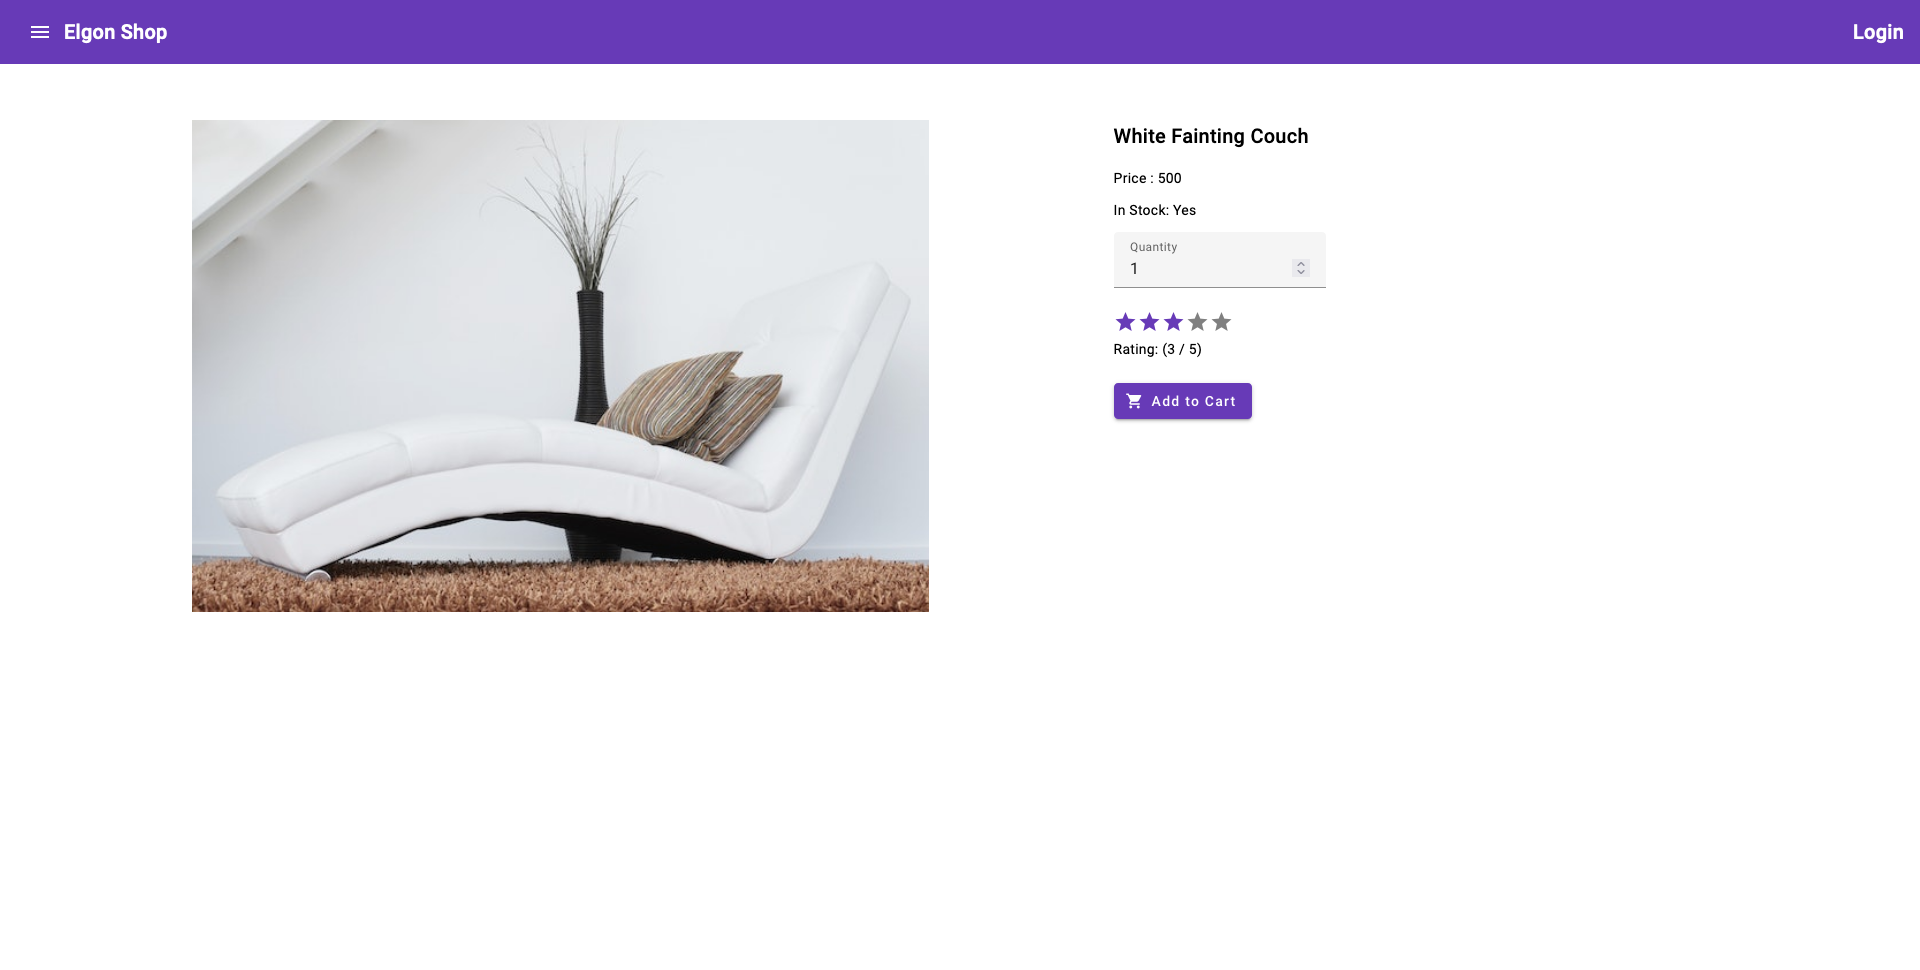 Elgon Shop
Login
White Fainting Couch
Price : 500
In Stock: Yes
Quantity
1
Rating: (3 / 5)
Add to Cart